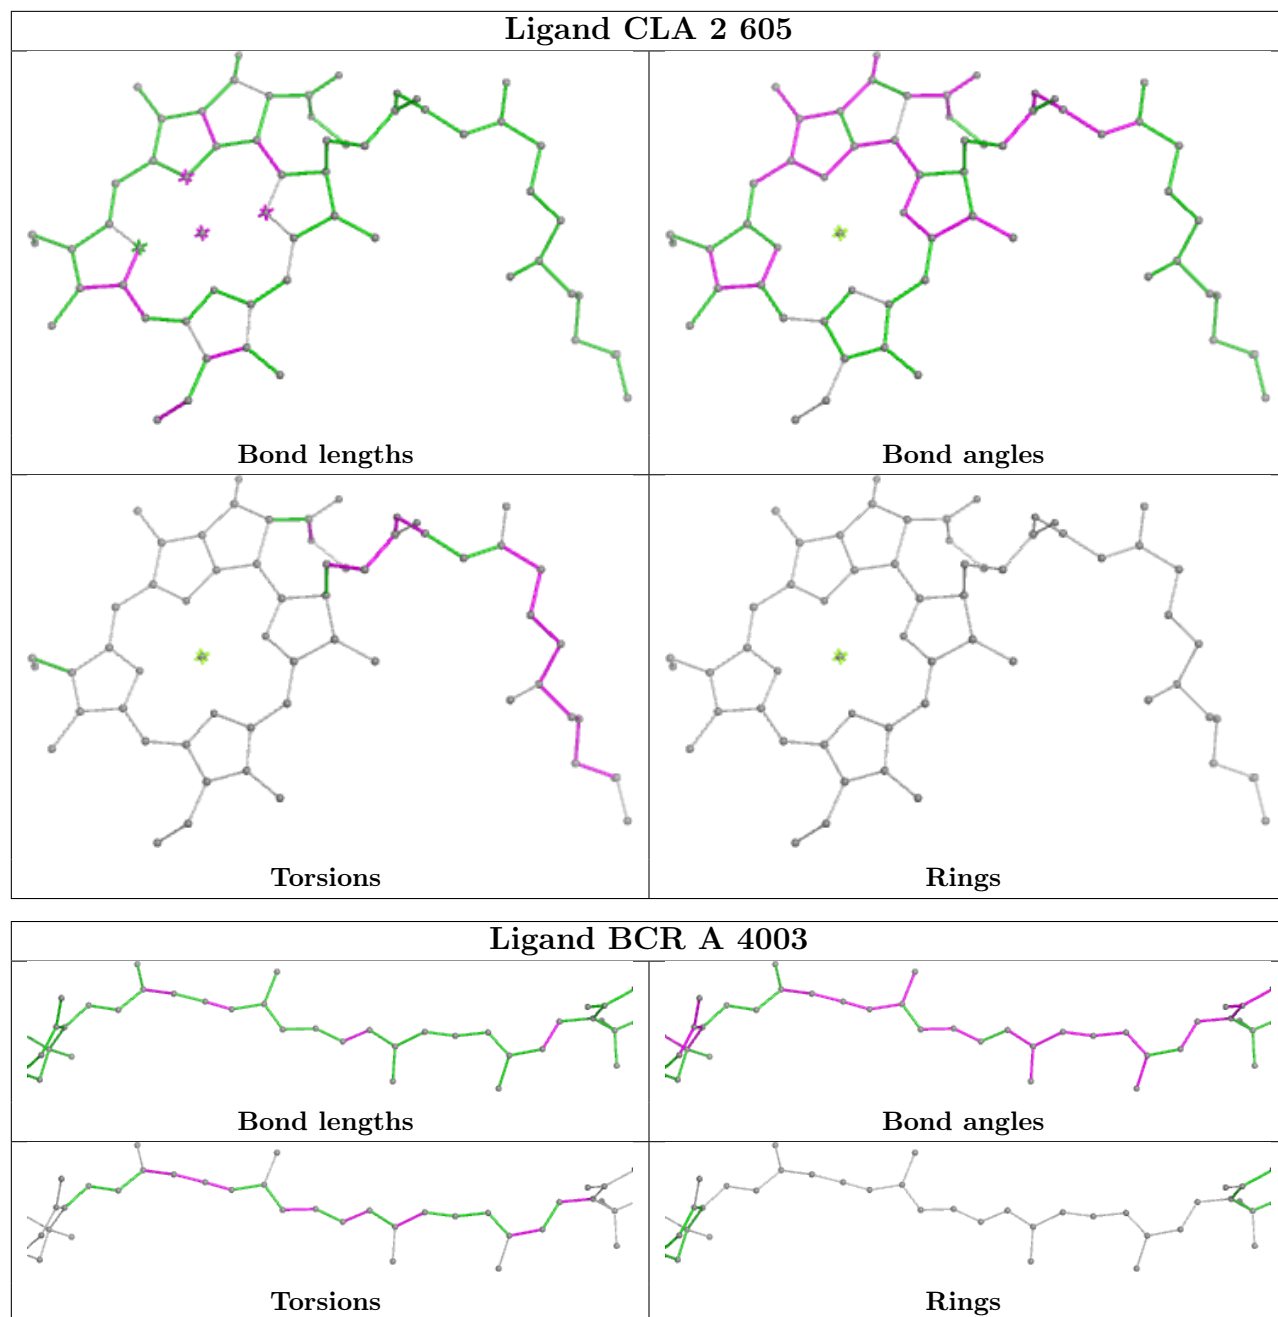 Ligand CLA 2 605
Bond lengths
Bond angles
Torsions
Rings
Ligand BCR A 4003
Bond lengths
Bond angles
Torsions
Rings